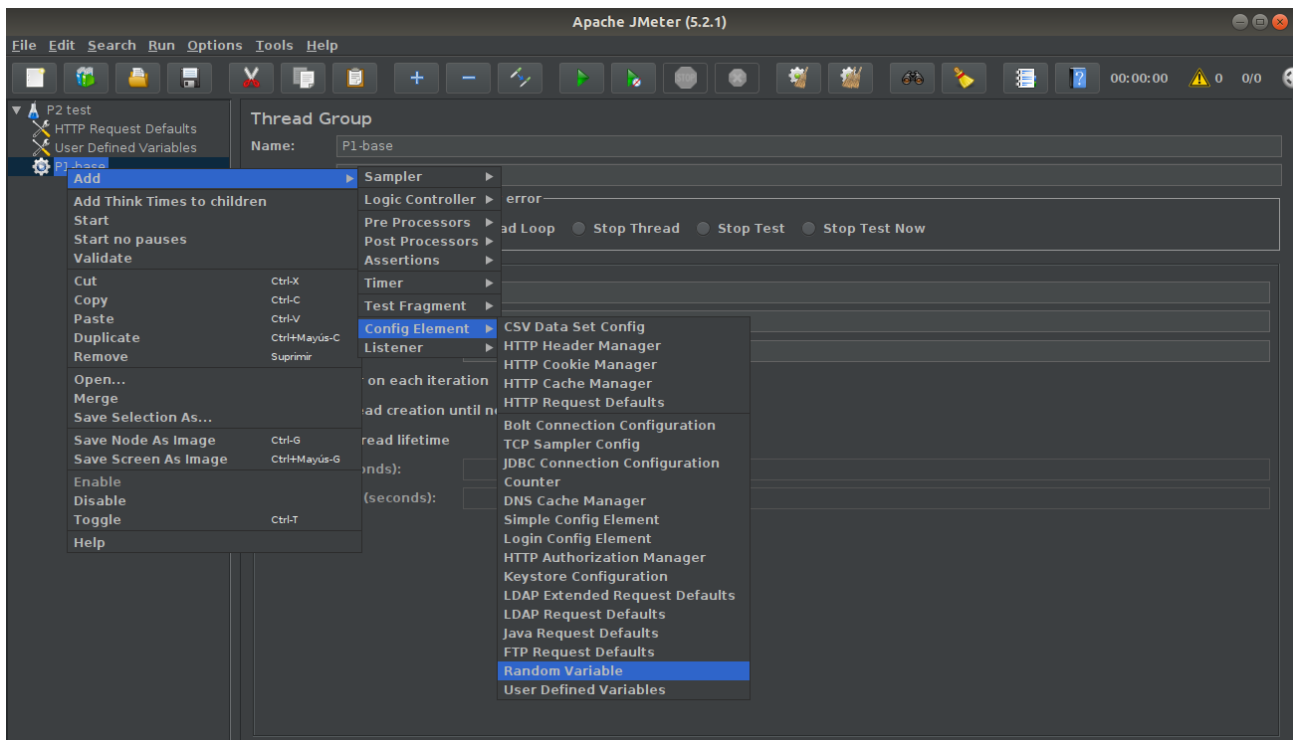 Apache JMeter (5.2.1)
File Edit Search Run Options Tools Help
00:00:00 0 0/0
P2 test
HTTP Request Defaults
User Defined Variables
P1-base
Thread Group
Name: P1-base
error
ad Loop Stop Thread Stop Test Stop Test Now
on each iteration
ead creation until n
read lifetime
onds):
(seconds):
Add
Add Think Times to children
Start
Start no pauses
Validate
Cut Ctrl-X
Copy Ctrl-C
Paste Ctrl-V
Duplicate Ctrl+Mayús-C
Remove Suprimir
Open...
Merge
Save Selection As...
Save Node As Image Ctrl-G
Save Screen As Image Ctrl+Mayús-G
Enable
Disable
Toggle Ctrl-T
Help
Sampler
Logic Controller
Pre Processors
Post Processors
Assertions
Timer
Test Fragment
Config Element
Listener
CSV Data Set Config
HTTP Header Manager
HTTP Cookie Manager
HTTP Cache Manager
HTTP Request Defaults
Bolt Connection Configuration
TCP Sampler Config
JDBC Connection Configuration
Counter
DNS Cache Manager
Simple Config Element
Login Config Element
HTTP Authorization Manager
Keystore Configuration
LDAP Extended Request Defaults
LDAP Request Defaults
Java Request Defaults
FTP Request Defaults
Random Variable
User Defined Variables